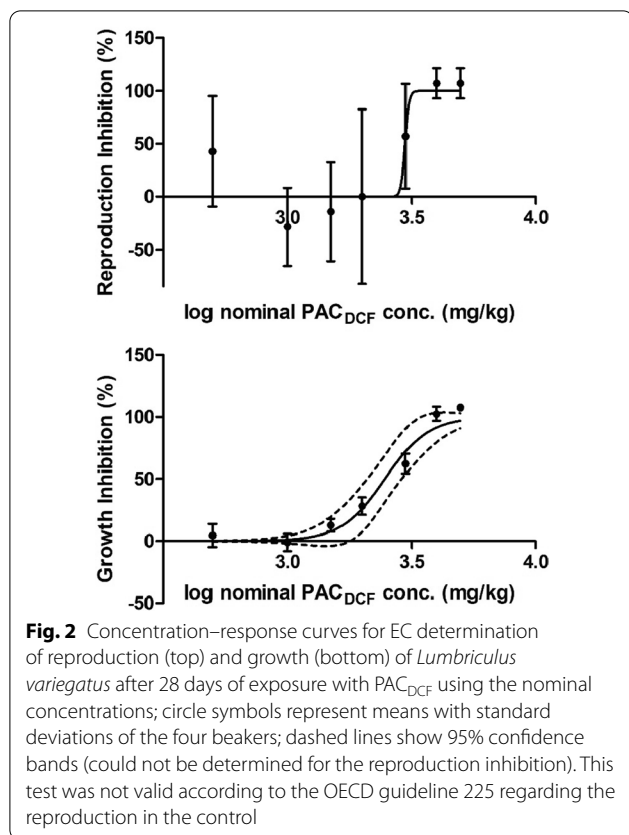 Reproduction Inhibition (%)
150
100
50
0
-50
3.0
3.5
4.0
log nominal PAC_DCF conc. (mg/kg)
Growth Inhibition (%)
150
100
50
0
-50
3.0
3.5
4.0
log nominal PAC_DCF conc. (mg/kg)
Fig. 2 Concentration–response curves for EC determination
of reproduction (top) and growth (bottom) of Lumbriculus
variegatus after 28 days of exposure with PAC_DCF using the nominal
concentrations; circle symbols represent means with standard
deviations of the four beakers; dashed lines show 95% confidence
bands (could not be determined for the reproduction inhibition). This
test was not valid according to the OECD guideline 225 regarding the
reproduction in the control